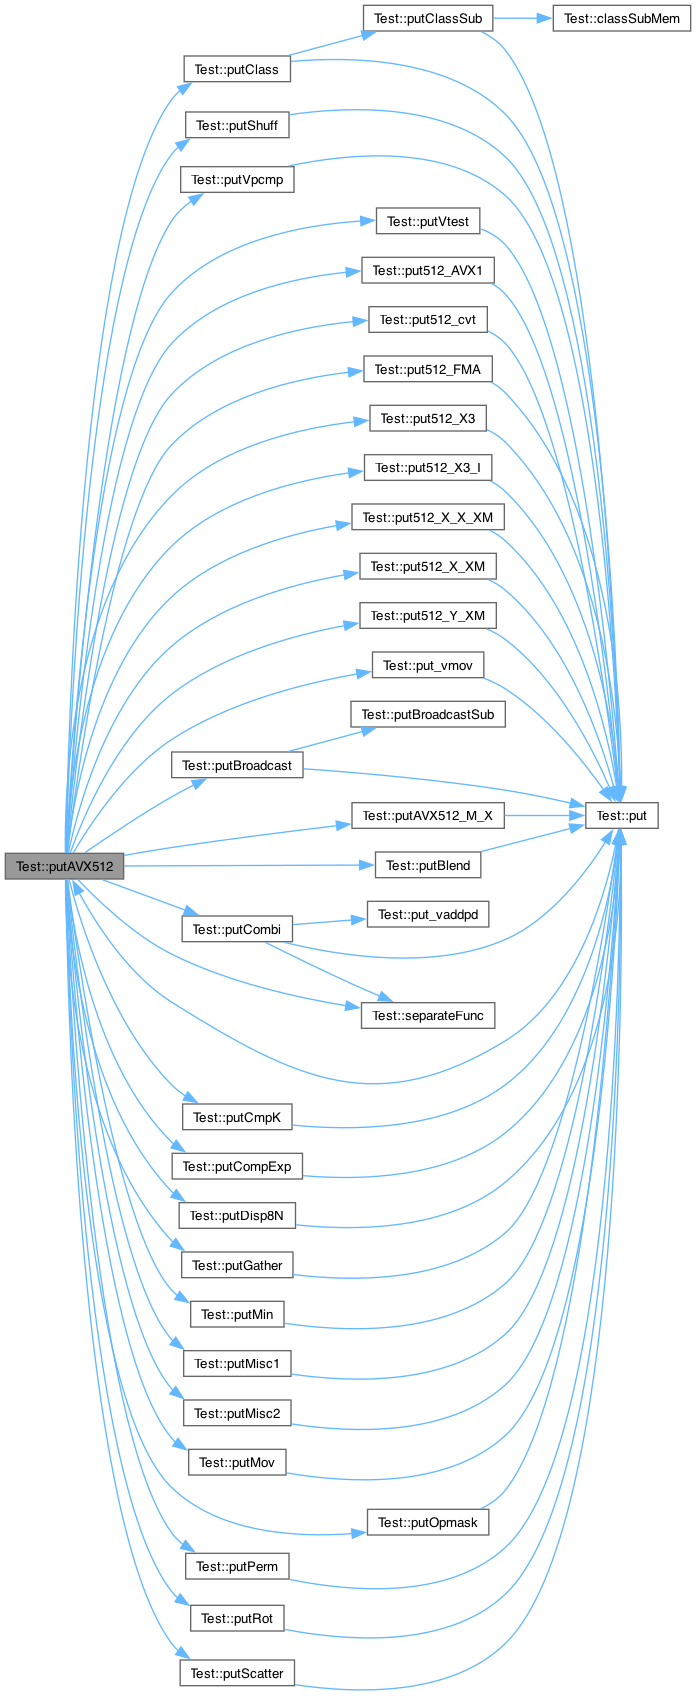 Test::putClassSub
Test::classSubMem
Test::putClass
Test::putShuff
Test::putVpcmp
Test::putVtest
Test::put512_AVX1
Test::put512_cvt
Test::put512_FMA
Test::put512_X3
Test::put512_X3_I
Test::put512_X_X_XM
Test::put512_X_XM
Test::put512_Y_XM
Test::put_vmov
Test::putBroadcastSub
Test::putBroadcast
Test::putAVX512_M_X
Test::put
Test::putAVX512
Test::putBlend
Test::put_vaddpd
Test::putCombi
Test::separateFunc
Test::putCmpK
Test::putCompExp
Test::putDisp8N
Test::putGather
Test::putMin
Test::putMisc1
Test::putMisc2
Test::putMov
Test::putOpmask
Test::putPerm
Test::putRot
Test::putScatter